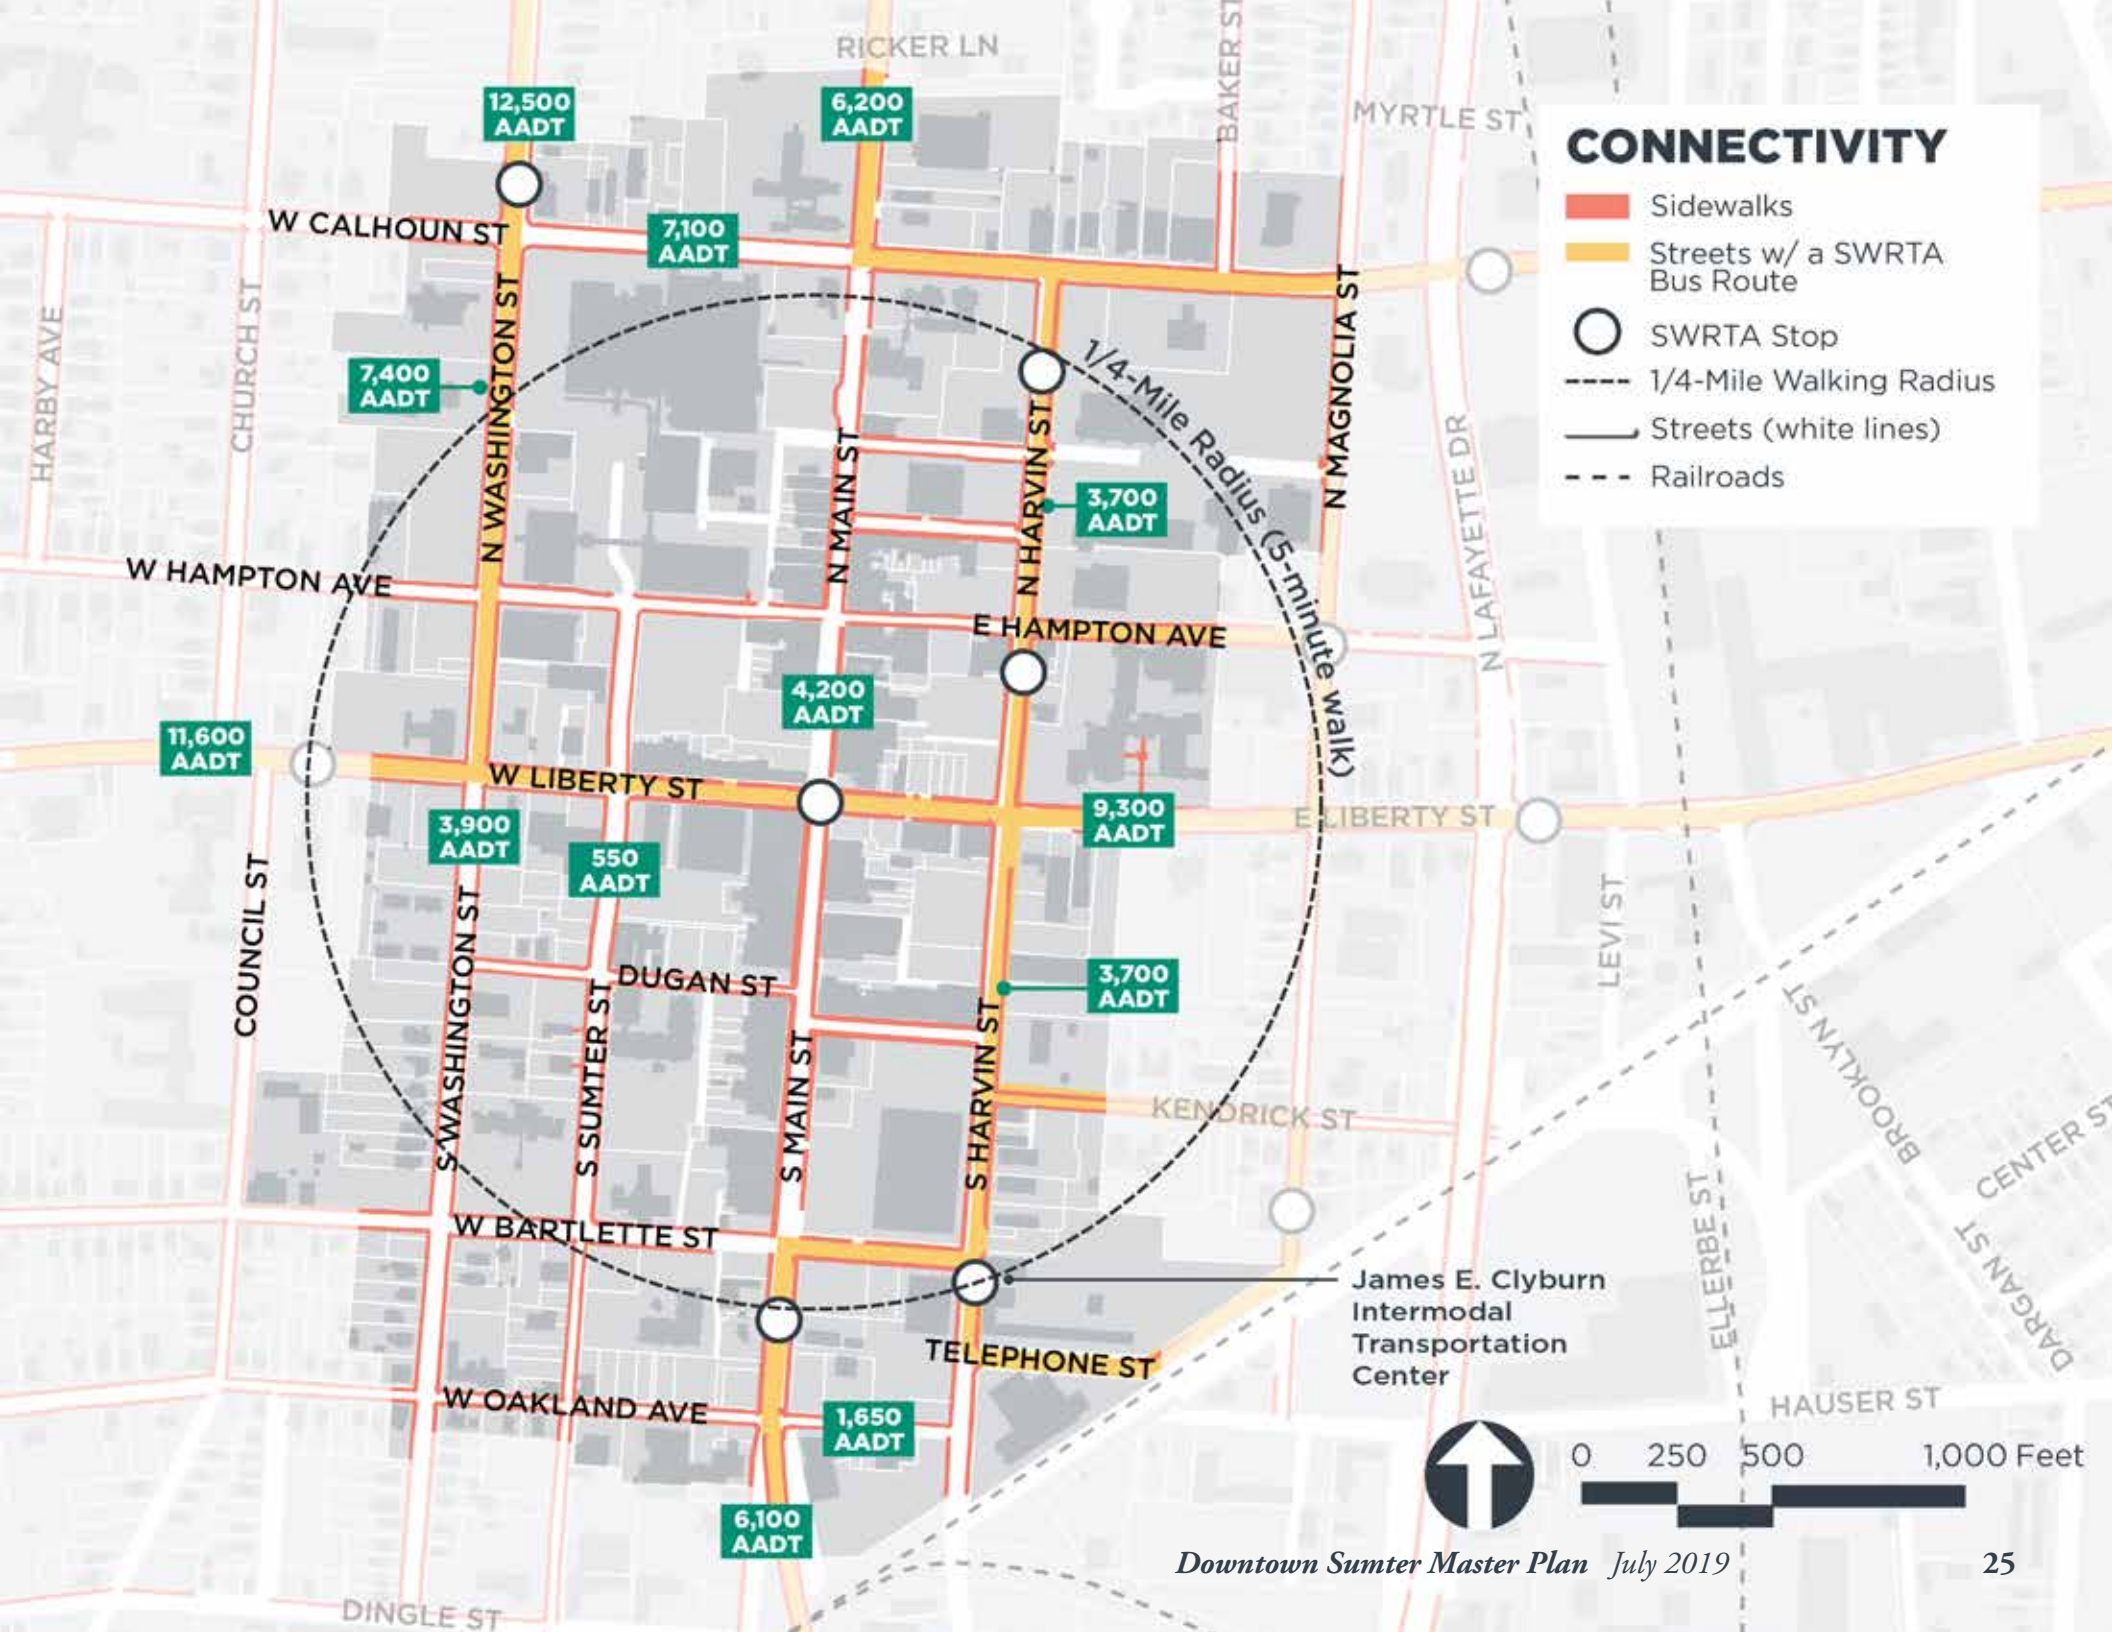 RICKER LN
BAKER ST
MYRTLE ST
12,500
AADT
6,200
AADT
CONNECTIVITY
Sidewalks
Streets w/ a SWRTA
Bus Route
SWRTA Stop
1/4-Mile Walking Radius
Streets (white lines)
Railroads
W CALHOUN ST
7,100
AADT
HARBY AVE
CHURCH ST
7,400
AADT
N WASHINGTON ST
N MAIN ST
N HARVIN ST
1/4-Mile Radius (5-minute walk)
N MAGNOLIA ST
N LAFAYETTE DR
3,700
AADT
W HAMPTON AVE
E HAMPTON AVE
4,200
AADT
11,600
AADT
W LIBERTY ST
9,300
AADT
E LIBERTY ST
3,900
AADT
550
AADT
COUNCIL ST
S WASHINGTON ST
DUGAN ST
S SUMTER ST
S MAIN ST
S HARVIN ST
3,700
AADT
LEVI ST
BROOKLYN ST
KENDRICK ST
CENTER ST
ELLERBE ST
DARGAN ST
W BARTLETTE ST
James E. Clyburn
Intermodal
Transportation
Center
TELEPHONE ST
W OAKLAND AVE
1,650
AADT
HAUSER ST
0 250 500 1,000 Feet
6,100
AADT
DINGLE ST
Downtown Sumter Master Plan July 2019 25